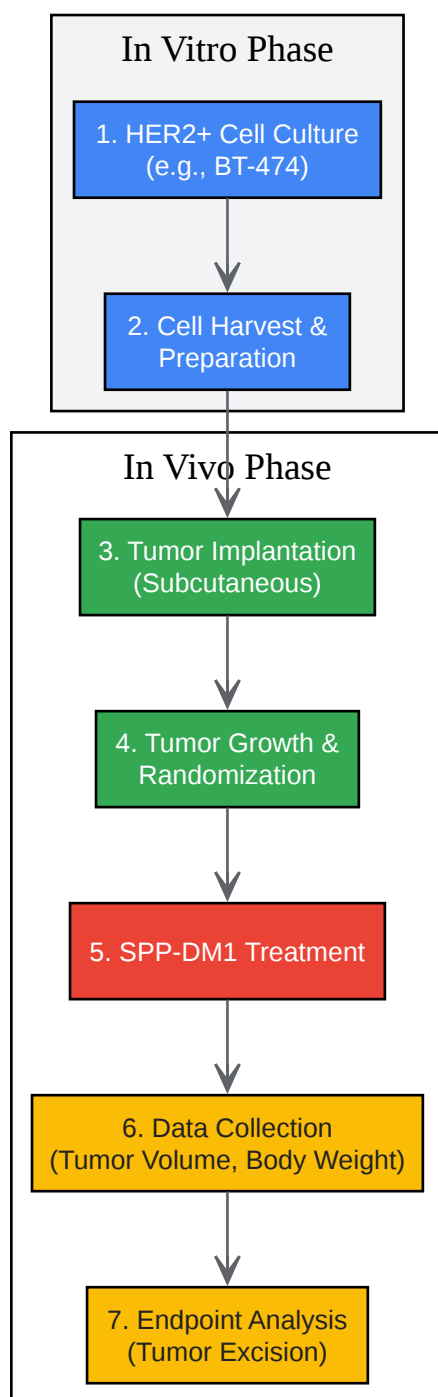 In Vitro Phase
1. HER2+ Cell Culture
(e.g., BT-474)
2. Cell Harvest &
Preparation
In Vivo Phase
3. Tumor Implantation
(Subcutaneous)
4. Tumor Growth &
Randomization
5. SPP-DM1 Treatment
6. Data Collection
(Tumor Volume, Body Weight)
7. Endpoint Analysis
(Tumor Excision)